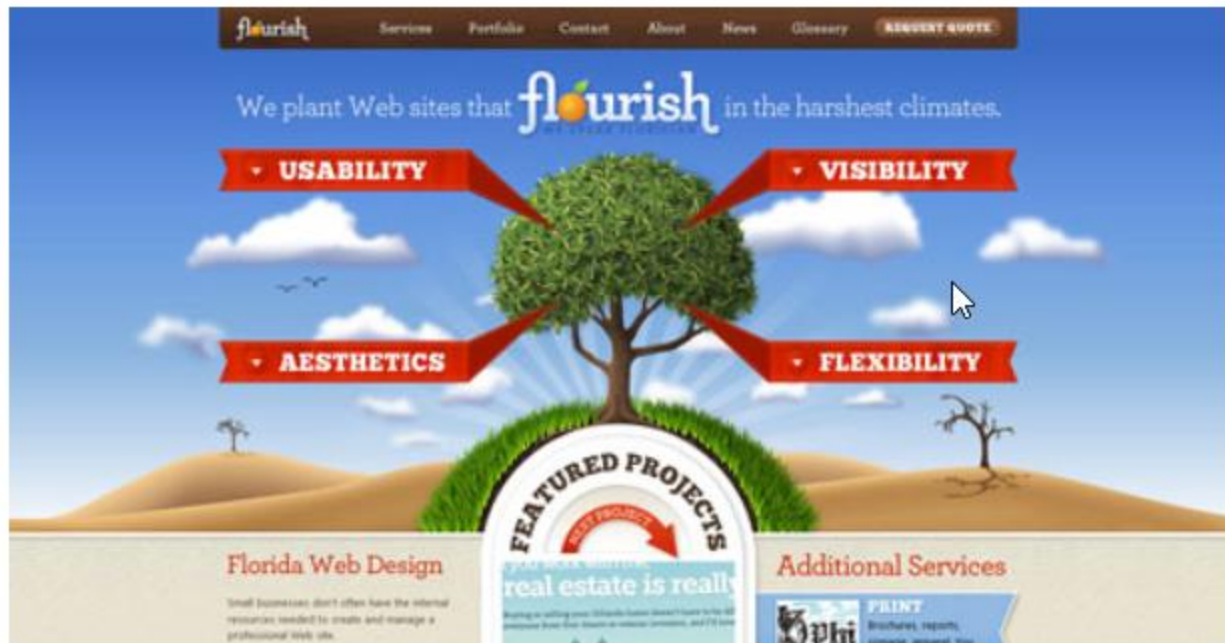 flourish Services Portfolio Contact About News Glossary REQUEST QUOTE
We plant Web sites that flourish in the harshest climates.
USABILITY
VISIBILITY
AESTHETICS
FLEXIBILITY
FEATURED PROJECTS
NEXT PROJECT
Florida Web Design
Small businesses don't often have the internal
resources needed to create and manage a
professional Web site.
real estate is really
Additional Services
PRINT
Brochures, reports,